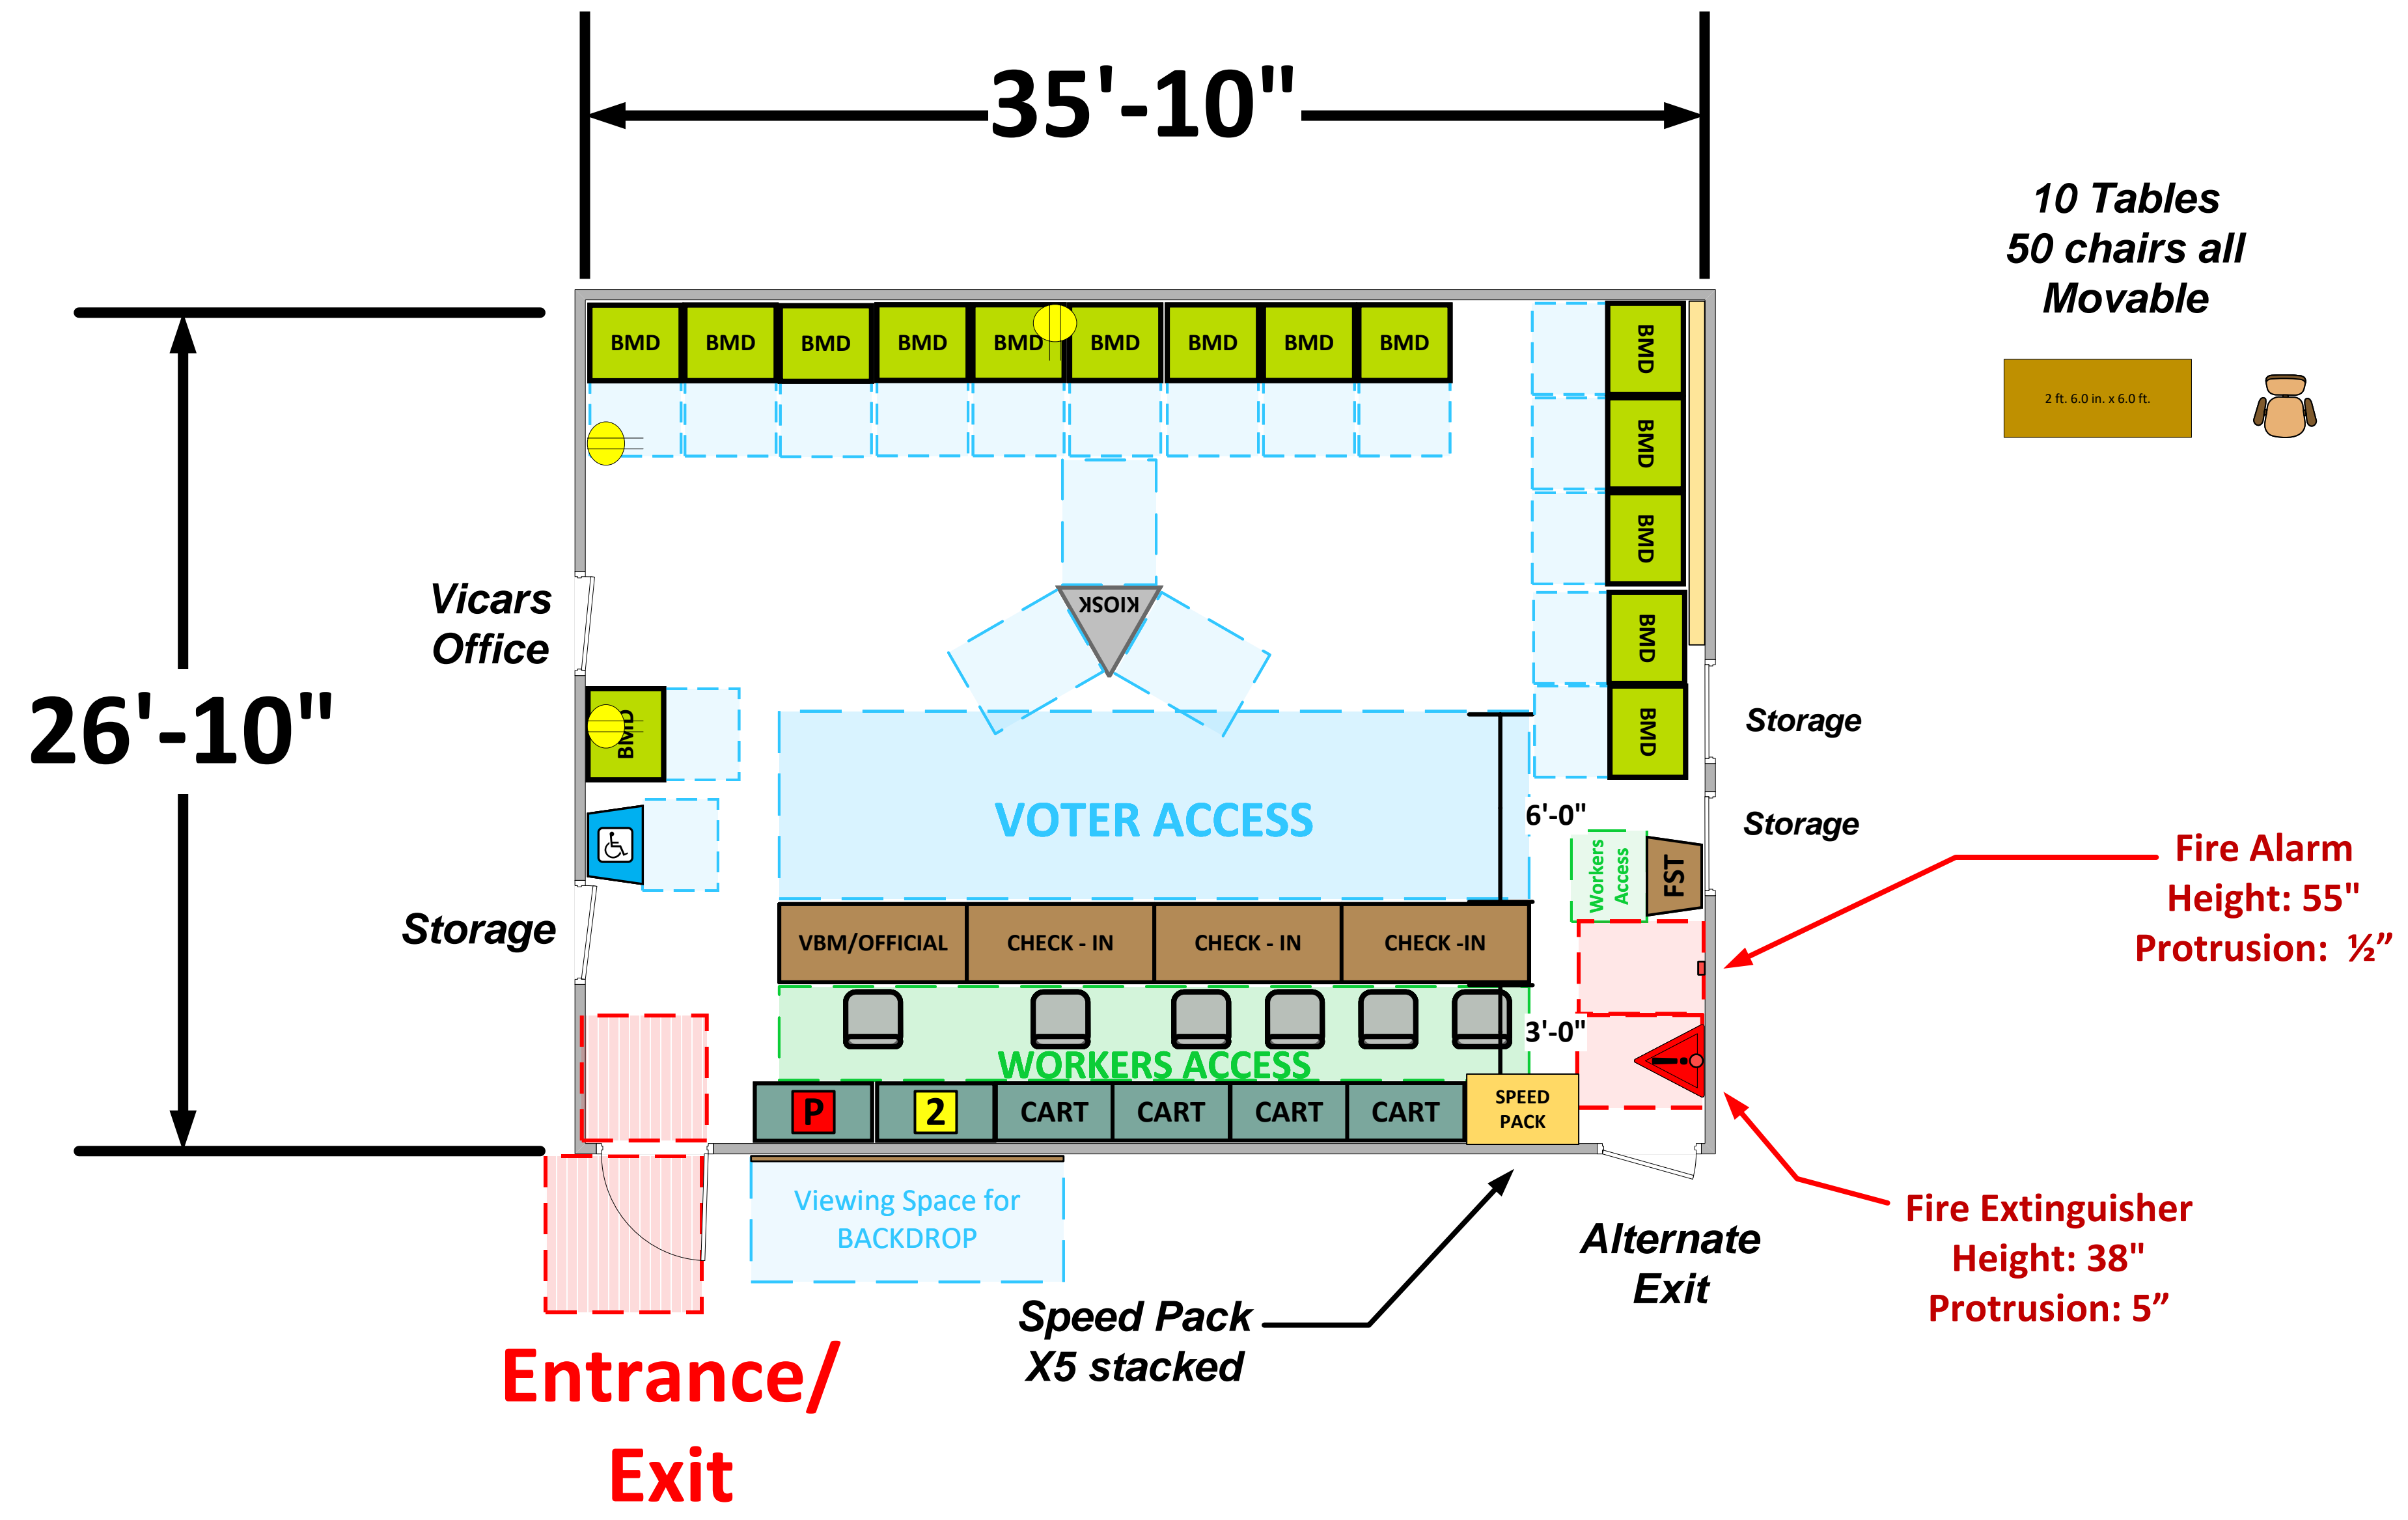 35'-10"
10 Tables
50 chairs all
Movable
2 ft. 6.0 in. x 6.0 ft.
BMD BMD BMD BMD BMD BMD BMD BMD BMD
BMD
BMD
BMD
BMD
BMD
KIOSK
Vicars
Office
26'-10"
BMD
Storage
Storage
VOTER ACCESS
6'-0"
Workers
Access
FST
Fire Alarm
Height: 55"
Protrusion: ½”
Storage
VBM/OFFICIAL CHECK - IN CHECK - IN CHECK -IN
3'-0"
WORKERS ACCESS
P 2 CART CART CART CART
SPEED
PACK
Viewing Space for
BACKDROP
Alternate
Exit
Fire Extinguisher
Height: 38"
Protrusion: 5”
Speed Pack
X5 stacked
Entrance/
Exit